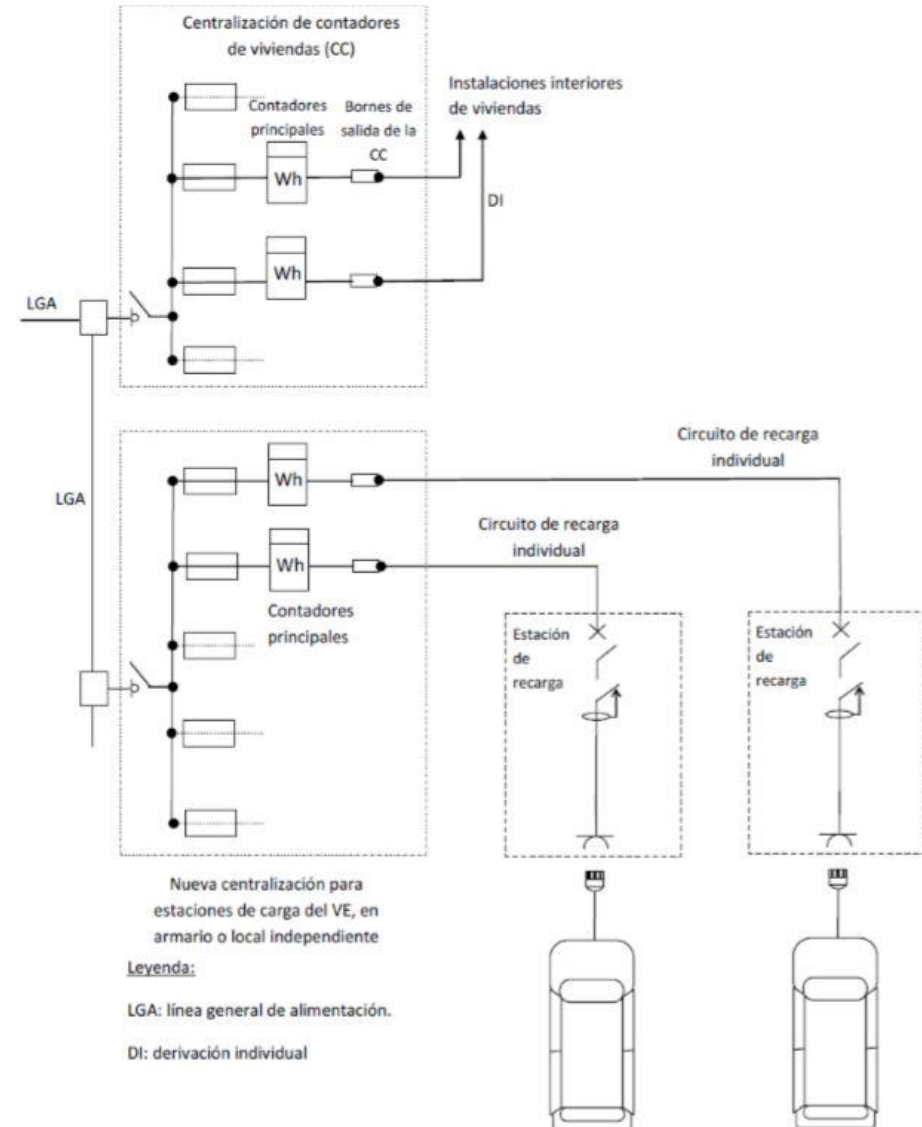 Centralización de contadores
de viviendas (CC)
Instalaciones interiores
de viviendas
Contadores
principales
Bornes de
salida de la
CC
Wh
DI
Wh
LGA
Circuito de recarga
individual
Wh
LGA
Circuito de recarga
individual
Wh
Contadores
principales
Estación
de
recarga
Estación
de
recarga
Nueva centralización para
estaciones de carga del VE, en
armario o local independiente
Leyenda:
LGA: línea general de alimentación.
DI: derivación individual